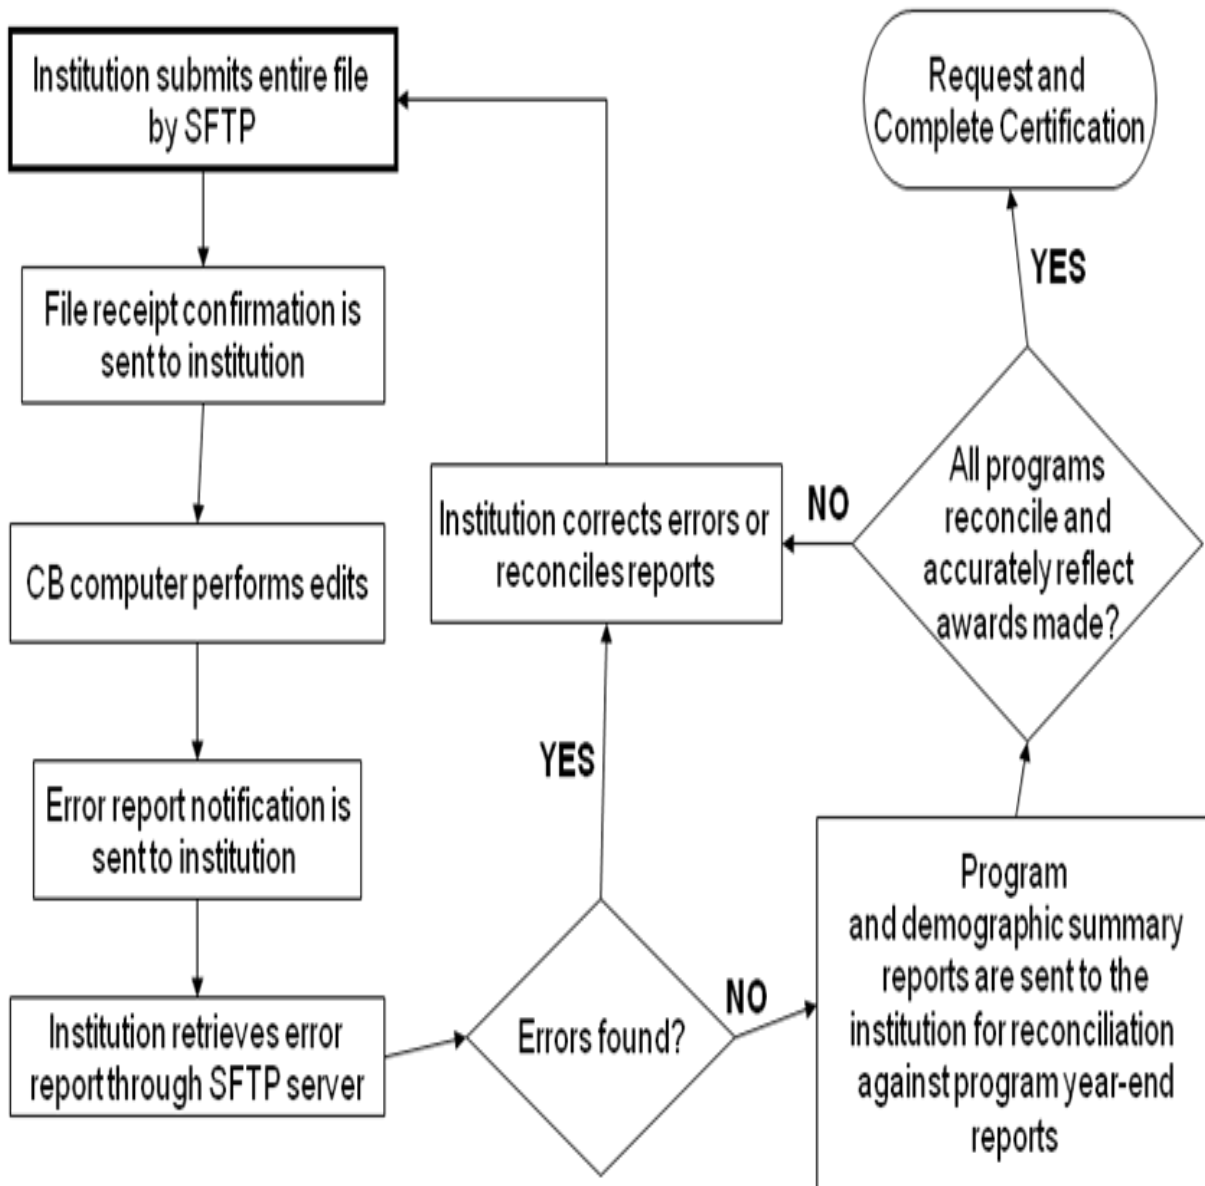 Institution submits entire file
by SFTP
File receipt confirmation is
sent to institution
CB computer performs edits
Error report notification is
sent to institution
Institution retrieves error
report through SFTP server
Errors found?
YES
NO
Institution corrects errors or
reconciles reports
Program
and demographic summary
reports are sent to the
institution for reconciliation
against program year-end
reports
All programs
reconcile and
accurately reflect
awards made?
NO
YES
Request and
Complete Certification